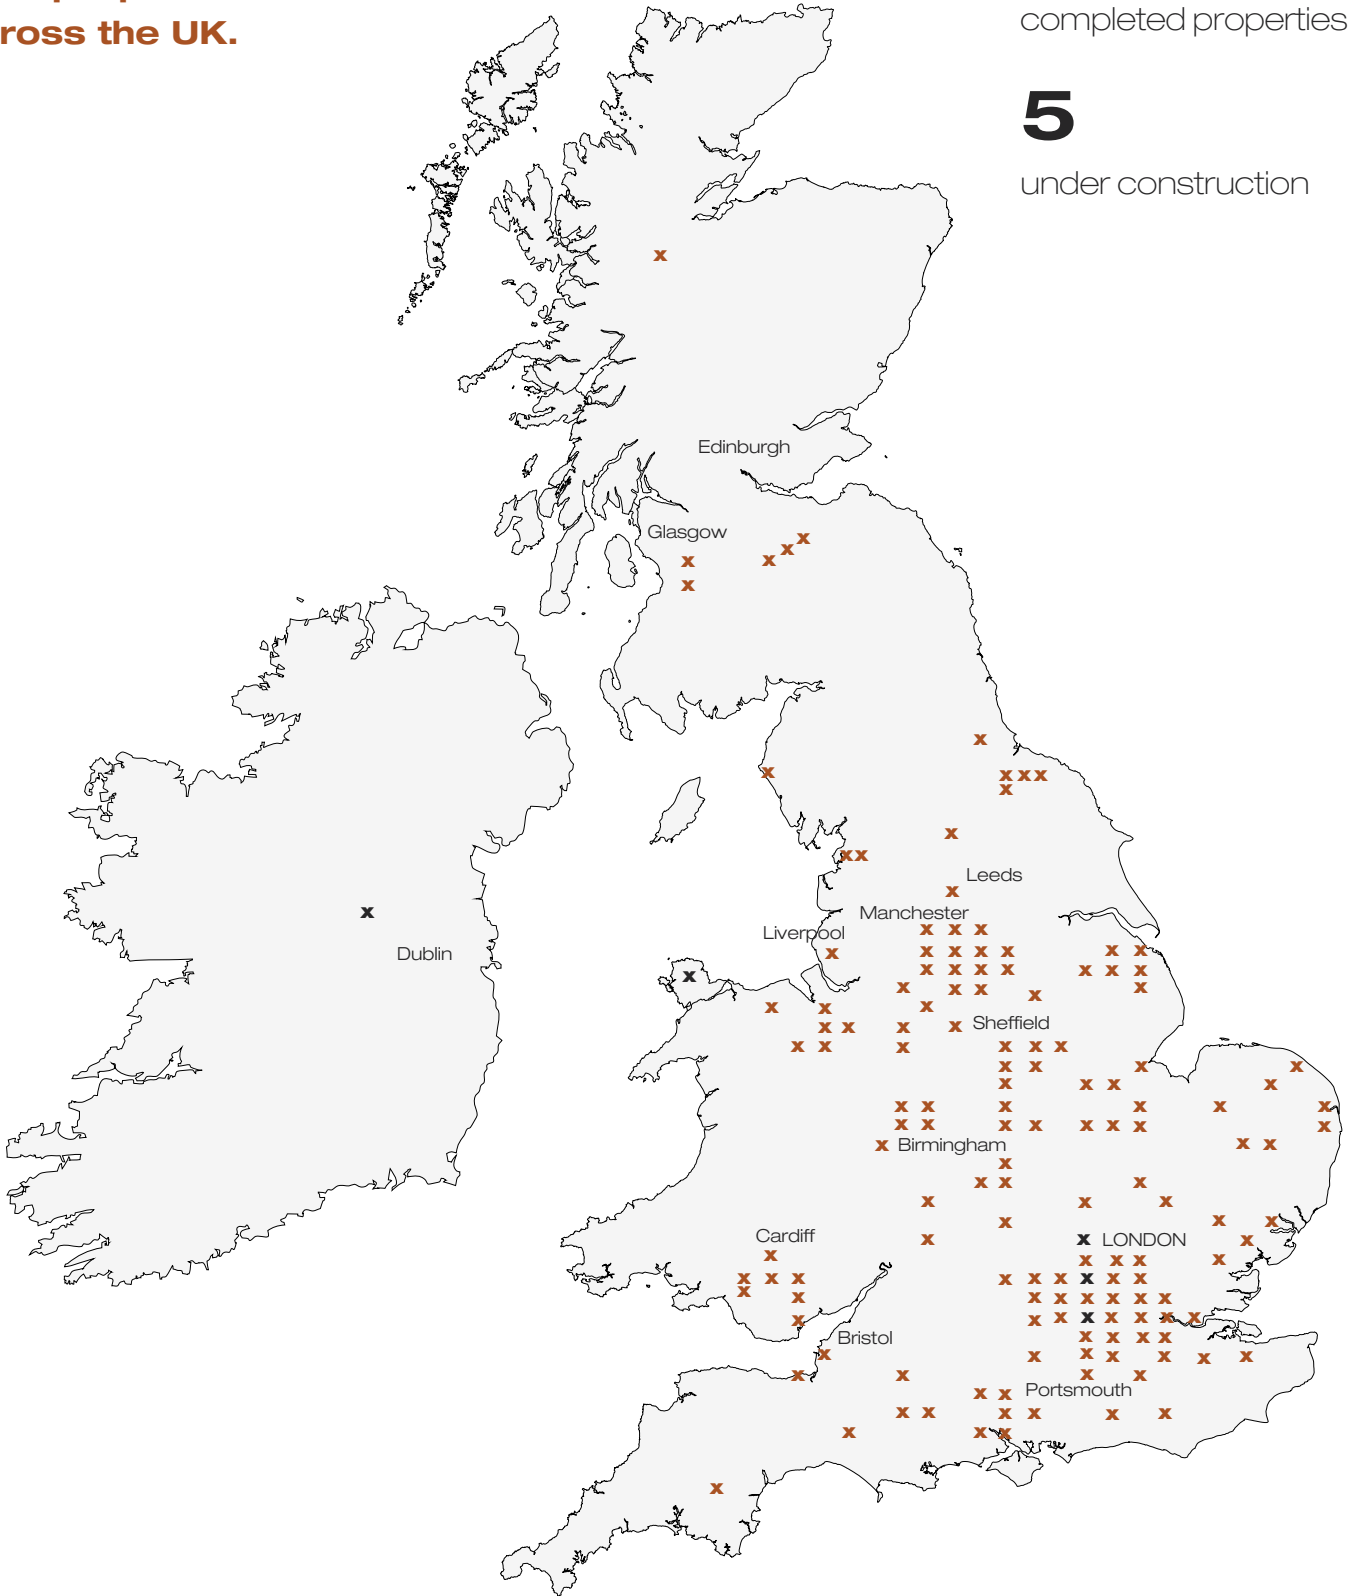 ross the UK.
completed properties
5
under construction
Edinburgh
Glasgow
Leeds
Manchester
Liverpool
Dublin
Sheffield
Birmingham
Cardiff
LONDON
Bristol
Portsmouth